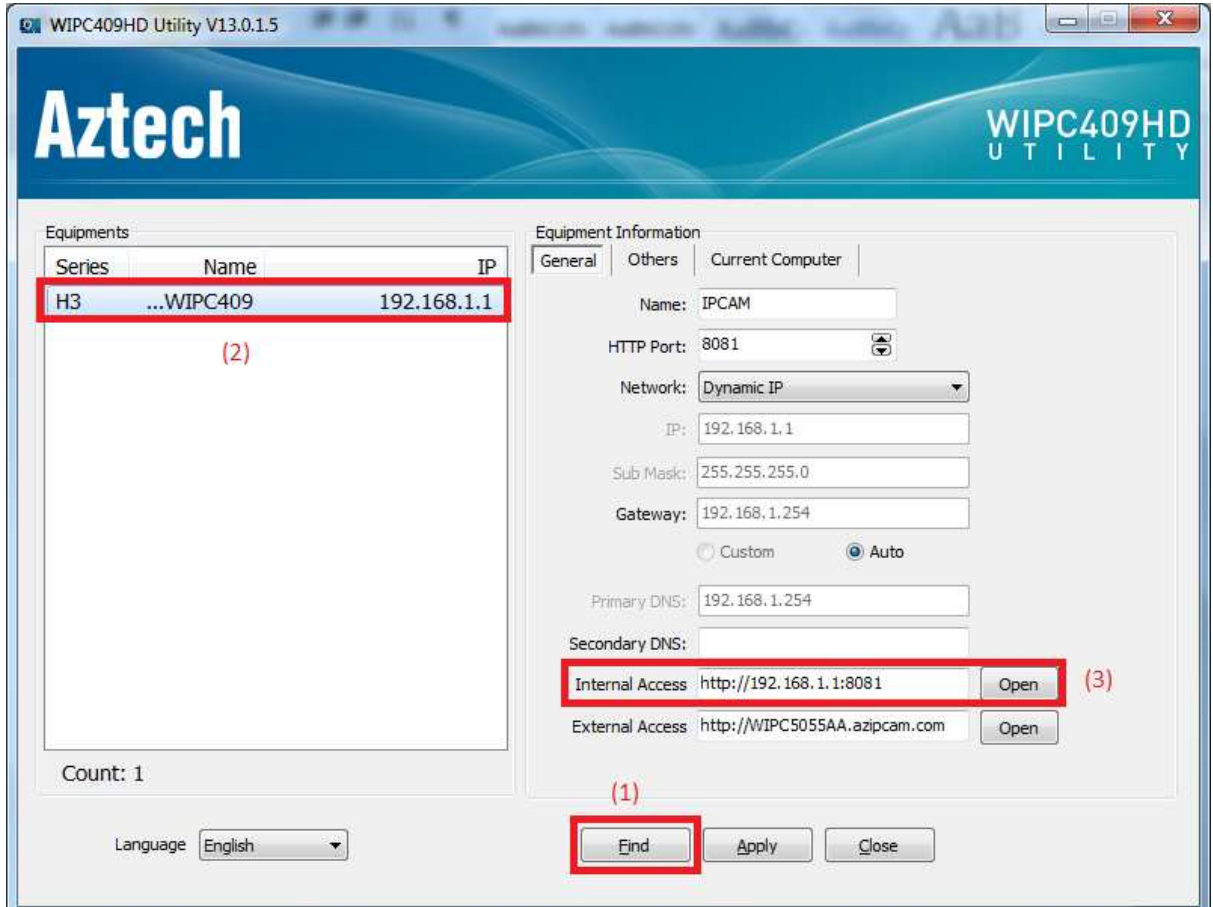 WIPC409HD Utility V13.0.1.5
Aztech
WIPC409HD
UTILITY
Equipments
Series Name IP
H3 ...WIPC409 192.168.1.1
(2)
Count: 1
Equipment Information
General Others Current Computer
Name: IPCAM
HTTP Port: 8081
Network: Dynamic IP
IP: 192.168.1.1
Sub Mask: 255.255.255.0
Gateway: 192.168.1.254
Custom Auto
Primary DNS: 192.168.1.254
Secondary DNS:
Internal Access http://192.168.1.1:8081 Open (3)
External Access http://WIPC5055AA.azipcam.com Open
(1)
Language English Find Apply Close